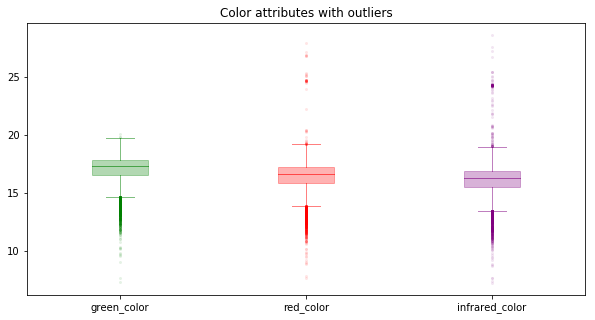 Color attributes with outliers
25
20
15
10
green_color
red_color
infrared_color